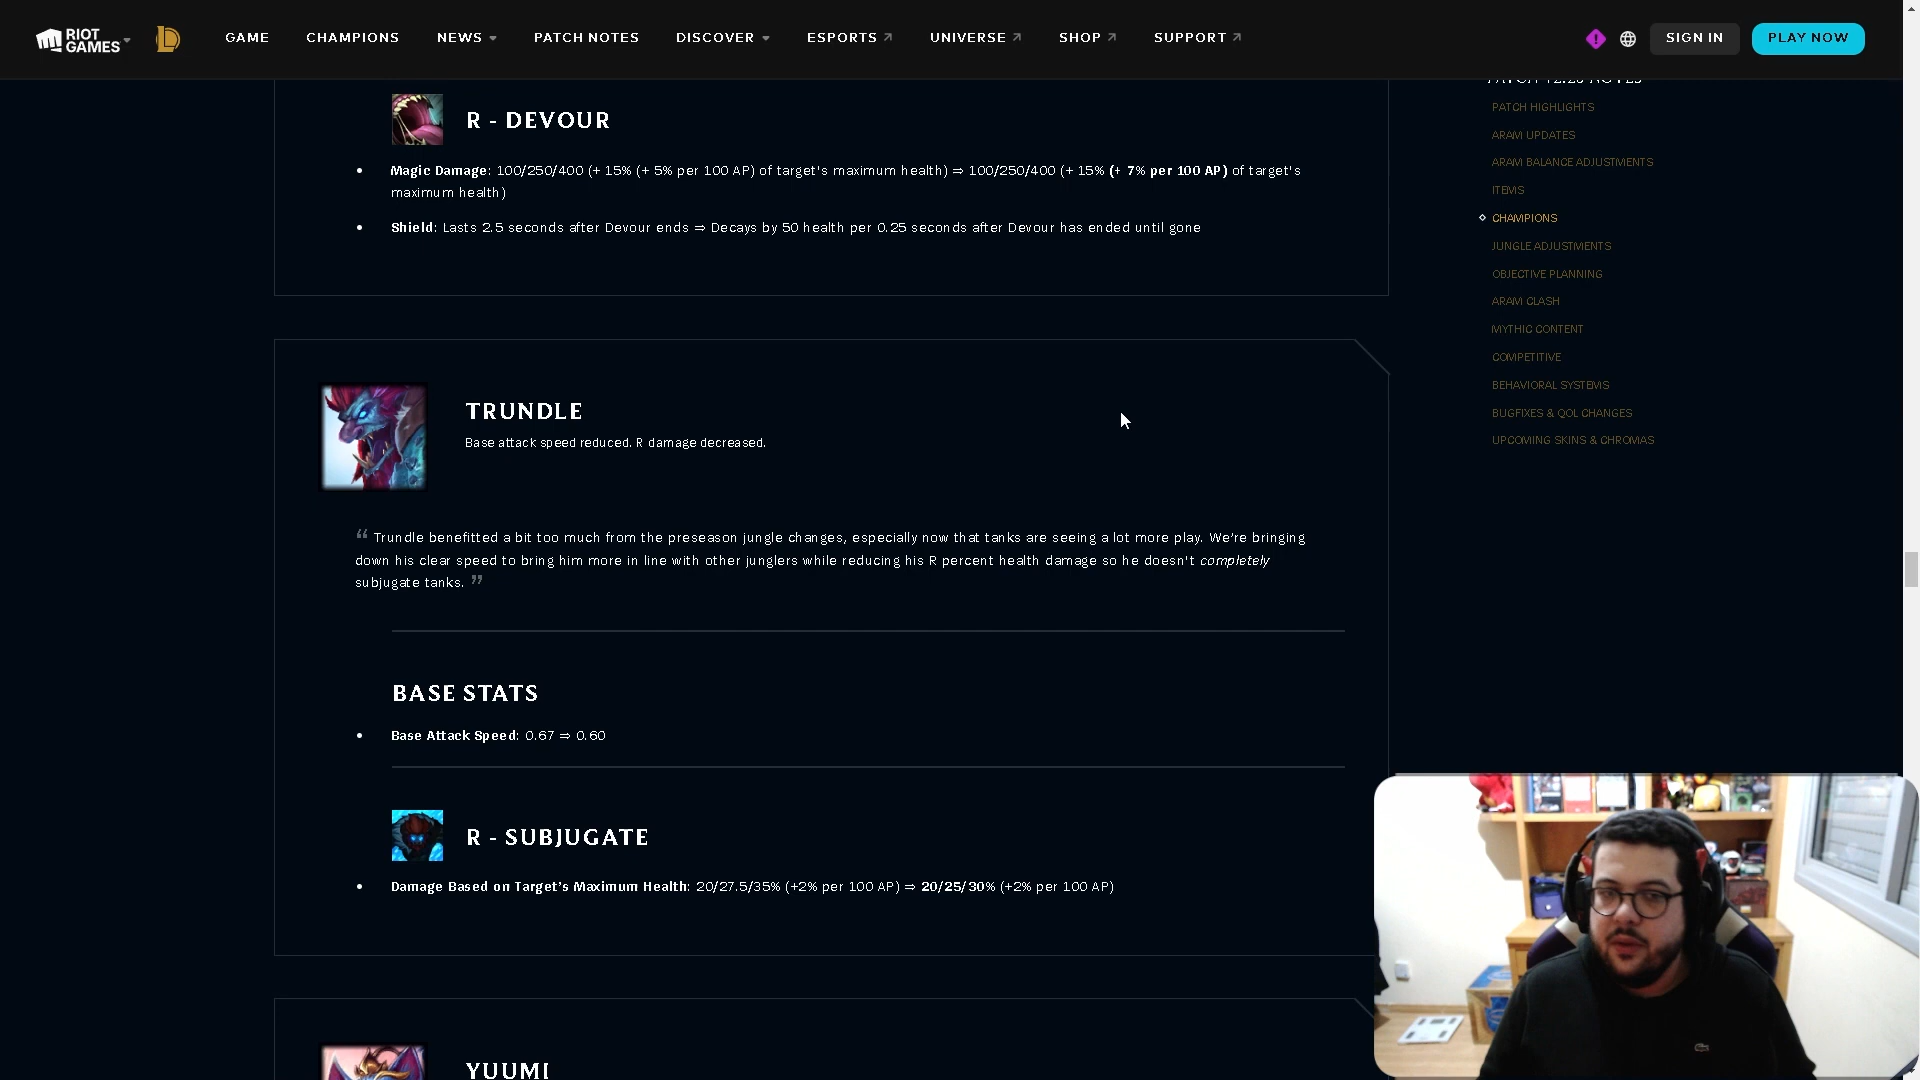 RIOT GAMES
GAME
CHAMPIONS
NEWS
PATCH NOTES
DISCOVER
ESPORTS
UNIVERSE
SHOP
SUPPORT
SIGN IN
PLAY NOW
R - DEVOUR
Magic Damage: 100/250/400 (+ 15% (+ 5% per 100 AP) of target's maximum health) ⇒ 100/250/400 (+ 15% (+ 7% per 100 AP) of target's
maximum health)
Shield: Lasts 2.5 seconds after Devour ends ⇒ Decays by 50 health per 0.25 seconds after Devour has ended until gone
TRUNDLE
Base attack speed reduced. R damage decreased.
“ Trundle benefitted a bit too much from the preseason jungle changes, especially now that tanks are seeing a lot more play. We’re bringing
down his clear speed to bring him more in line with other junglers while reducing his R percent health damage so he doesn't completely
subjugate tanks. ”
BASE STATS
Base Attack Speed: 0.67 ⇒ 0.60
R - SUBJUGATE
Damage Based on Target’s Maximum Health: 20/27.5/35% (+2% per 100 AP) ⇒ 20/25/30% (+2% per 100 AP)
YUUMI
PATCH HIGHLIGHTS
ARAM UPDATES
ARAM BALANCE ADJUSTMENTS
ITEMS
CHAMPIONS
JUNGLE ADJUSTMENTS
OBJECTIVE PLANNING
ARAM CLASH
MYTHIC CONTENT
COMPETITIVE
BEHAVIORAL SYSTEMS
BUGFIXES & QOL CHANGES
UPCOMING SKINS & CHROMAS